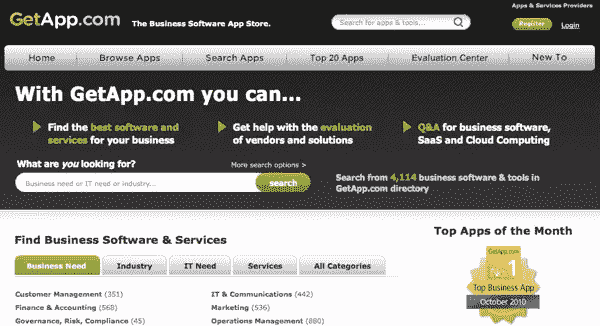 Apps & Services Providers
GetApp.com The Business Software App Store.
Search for apps & tools...
Register Login
Home Browse Apps Search Apps Top 20 Apps Evaluation Center New To
With GetApp.com you can...
Find the best software and services for your business
Get help with the evaluation of vendors and solutions
Q&A for business software, SaaS and Cloud Computing
What are you looking for?
More search options >
Business need or IT need or industry...
search
Search from 4,114 business software & tools in GetApp.com directory
Find Business Software & Services
Business Need Industry IT Need Services All Categories
Customer Management (351)
Finance & Accounting (568)
Governance, Risk, Compliance (45)
IT & Communications (442)
Marketing (536)
Operations Management (880)
Top Apps of the Month
GetApp.com
1
Top Business App
October 2010